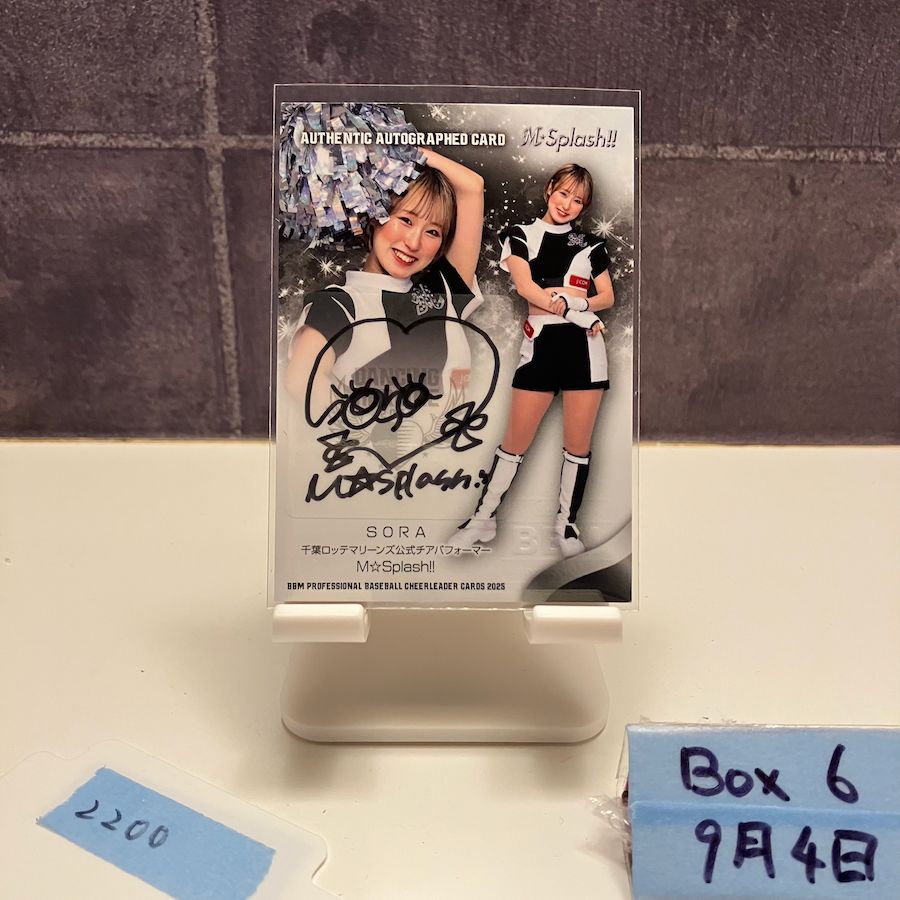 AUTHENTIC AUTOGRAPHED CARD
M☆Splash!!
M☆Splash!!
SORA
千葉ロッテマリーンズ公式チアパフォーマー
M☆Splash!!
BBM PROFESSIONAL BASEBALL CHEERLEADER CARDS 2025
2200
Box 6
9月4日